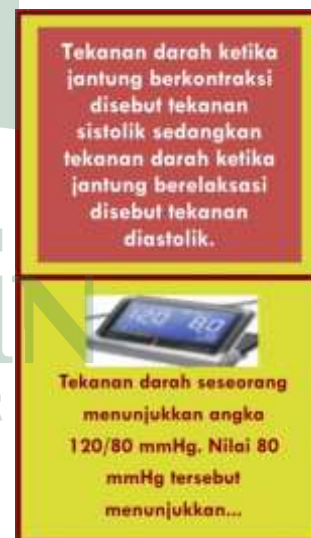 Tekanan darah ketika
jantung berkontraksi
disebut tekanan
sistolik sedangkan
tekanan darah ketika
jantung berelaksasi
disebut tekanan
diastolik.
120 80
Tekanan darah seseorang
menunjukkan angka
120/80 mmHg. Nilai 80
mmHg tersebut
menunjukkan...